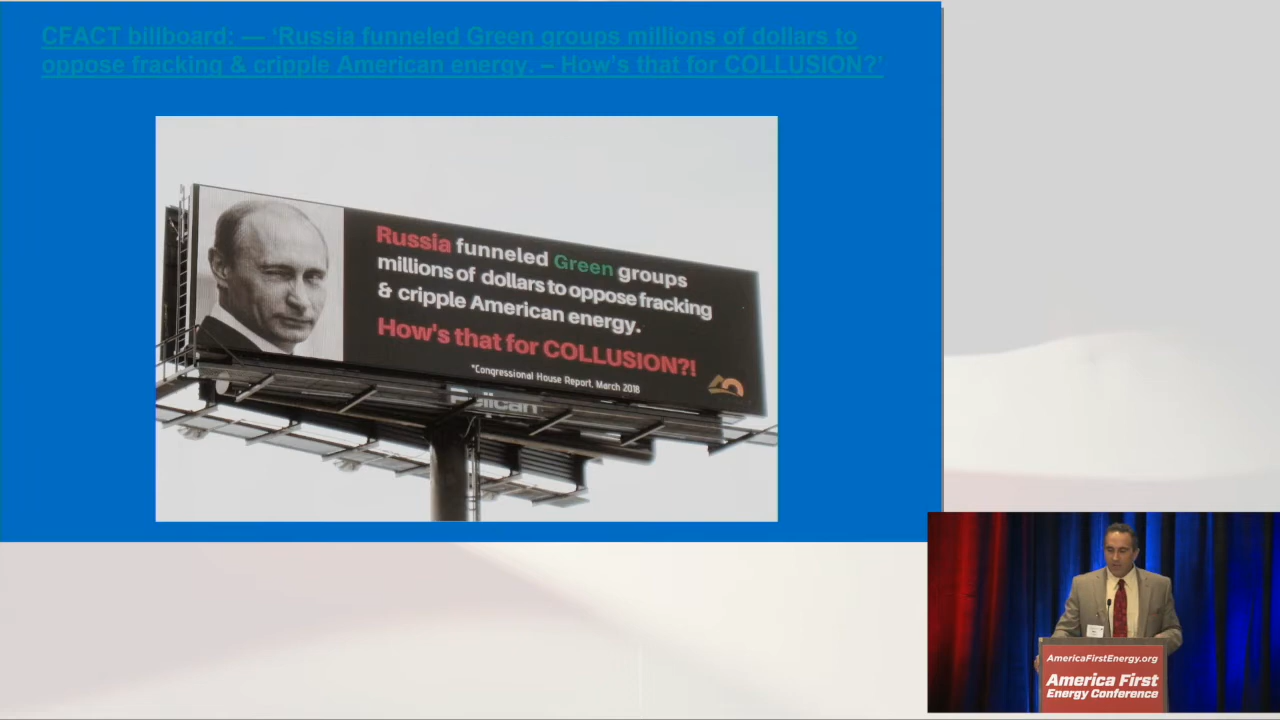 CFACT billboard: — ‘Russia funneled Green groups millions of dollars to
oppose fracking & cripple American energy. – How’s that for COLLUSION?’
Russia funneled Green groups
millions of dollars to oppose fracking
& cripple American energy.
How's that for COLLUSION?!
*Congressional House Report, March 2018
Pelican
AmericaFirstEnergy.org
America First
Energy Conference